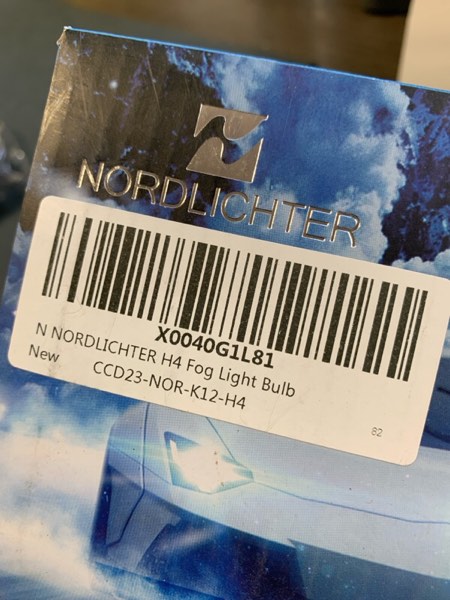 NORDLICHTER
X0040G1L81
N NORDLICHTER H4 Fog Light Bulb
New CCD23-NOR-K12-H4
82